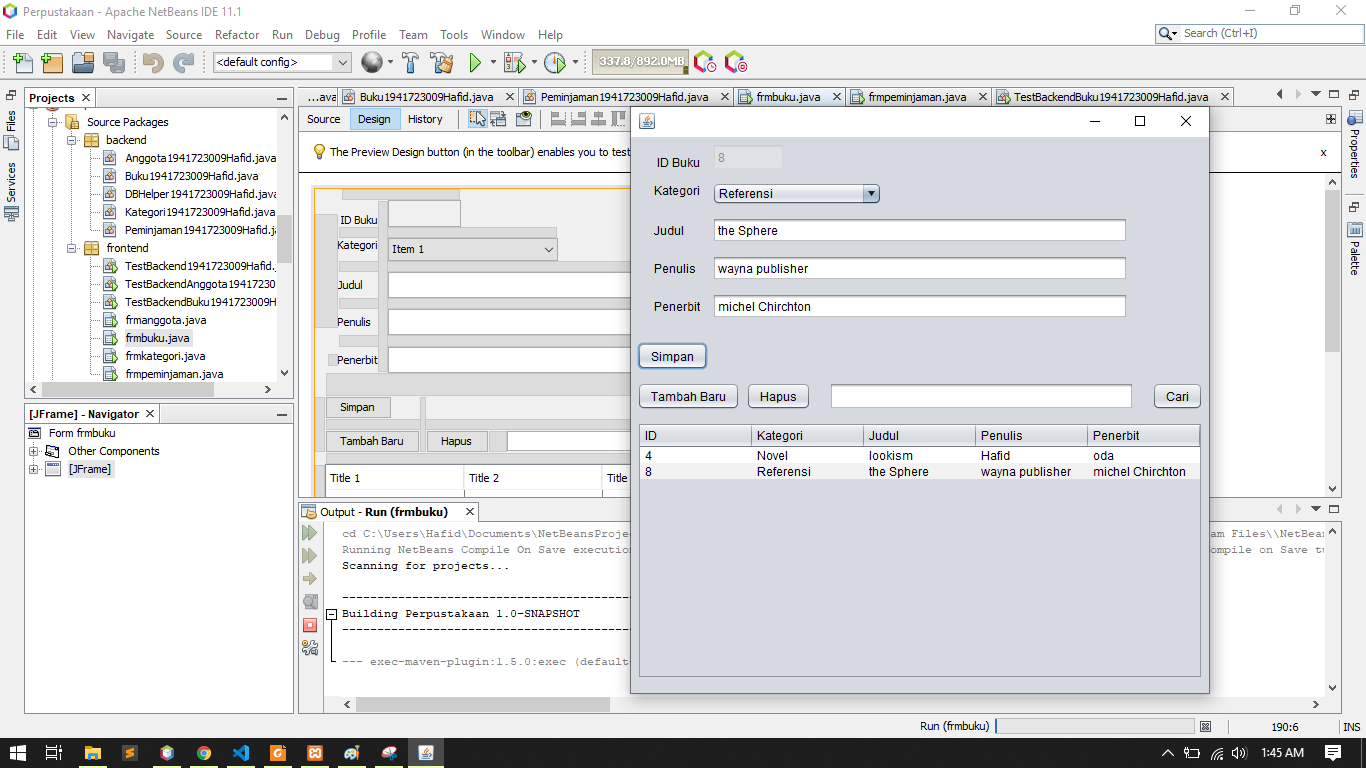 Perpustakaan - Apache NetBeans IDE 11.1
File Edit View Navigate Source Refactor Run Debug Profile Team Tools Window Help
Search (Ctrl+I)
<default config>
337.8/892.0MB
Projects
Files
Services
Source Packages
backend
Anggota1941723009Hafid.java
Buku1941723009Hafid.java
DBHelper1941723009Hafid.java
Kategori1941723009Hafid.java
Peminjaman1941723009Hafid.ja
frontend
TestBackend1941723009Hafid.
TestBackendAnggota1941723009
TestBackendBuku1941723009H
frmanggota.java
frmbuku.java
frmkategori.java
frmpeminjaman.java
[JFrame] - Navigator
Form frmbuku
Other Components
[JFrame]
...ava Buku1941723009Hafid.java Peminjaman1941723009Hafid.java frmbuku.java frmpeminjaman.java TestBackendBuku1941723009Hafid.java
Source Design History
The Preview Design button (in the toolbar) enables you to test
x
ID Buku
Kategori Item 1
Judul
Penulis
Penerbit
Simpan
Tambah Baru Hapus
Title 1 Title 2 Title
ID Buku 8
Kategori Referensi
Judul the Sphere
Penulis wayna publisher
Penerbit michel Chirchton
Simpan
Tambah Baru Hapus Cari
ID Kategori Judul Penulis Penerbit
4 Novel lookism Hafid oda
8 Referensi the Sphere wayna publisher michel Chirchton
Properties
Palette
Output - Run (frmbuku)
cd C:\Users\Hafid\Documents\NetBeansProjec
am Files\\NetBean
Running NetBeans Compile On Save execution
ompile on Save tu
Scanning for projects...
------------------------------------------
Building Perpustakaan 1.0-SNAPSHOT
------------------------------------------
--- exec-maven-plugin:1.5.0:exec (default-
Run (frmbuku)
190:6
INS
1:45 AM